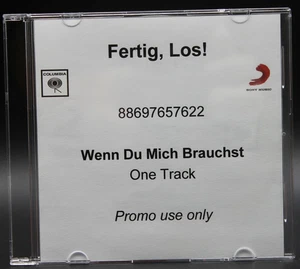 Fertig, Los!
COLUMBIA
88697657622
Wenn Du Mich Brauchst
One Track
Promo use only